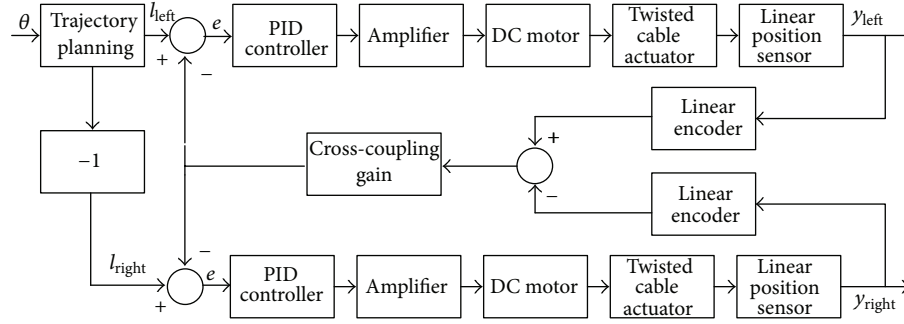 θ
Trajectory
planning
l_left
+
−
e
PID
controller
Amplifier
DC motor
Twisted
cable
actuator
Linear
position
sensor
y_left
−1
Cross-coupling
gain
+
−
Linear
encoder
Linear
encoder
l_right
+
−
e
PID
controller
Amplifier
DC motor
Twisted
cable
actuator
Linear
position
sensor
y_right